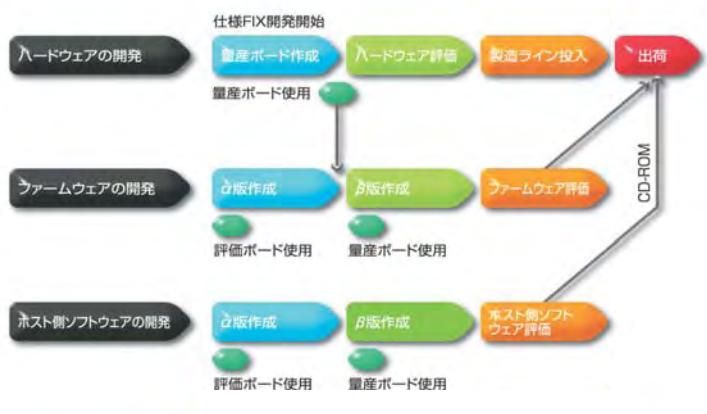 仕様FIX開発開始
ハードウェアの開発
量産ボード作成
ハードウェア評価
製造ライン投入
出荷
量産ボード使用
CD-ROM
ファームウェアの開発
α版作成
β版作成
ファームウェア評価
評価ボード使用
量産ボード使用
ホスト側ソフトウェアの開発
α版作成
β版作成
ホスト側ソフト
ウェア評価
評価ボード使用
量産ボード使用